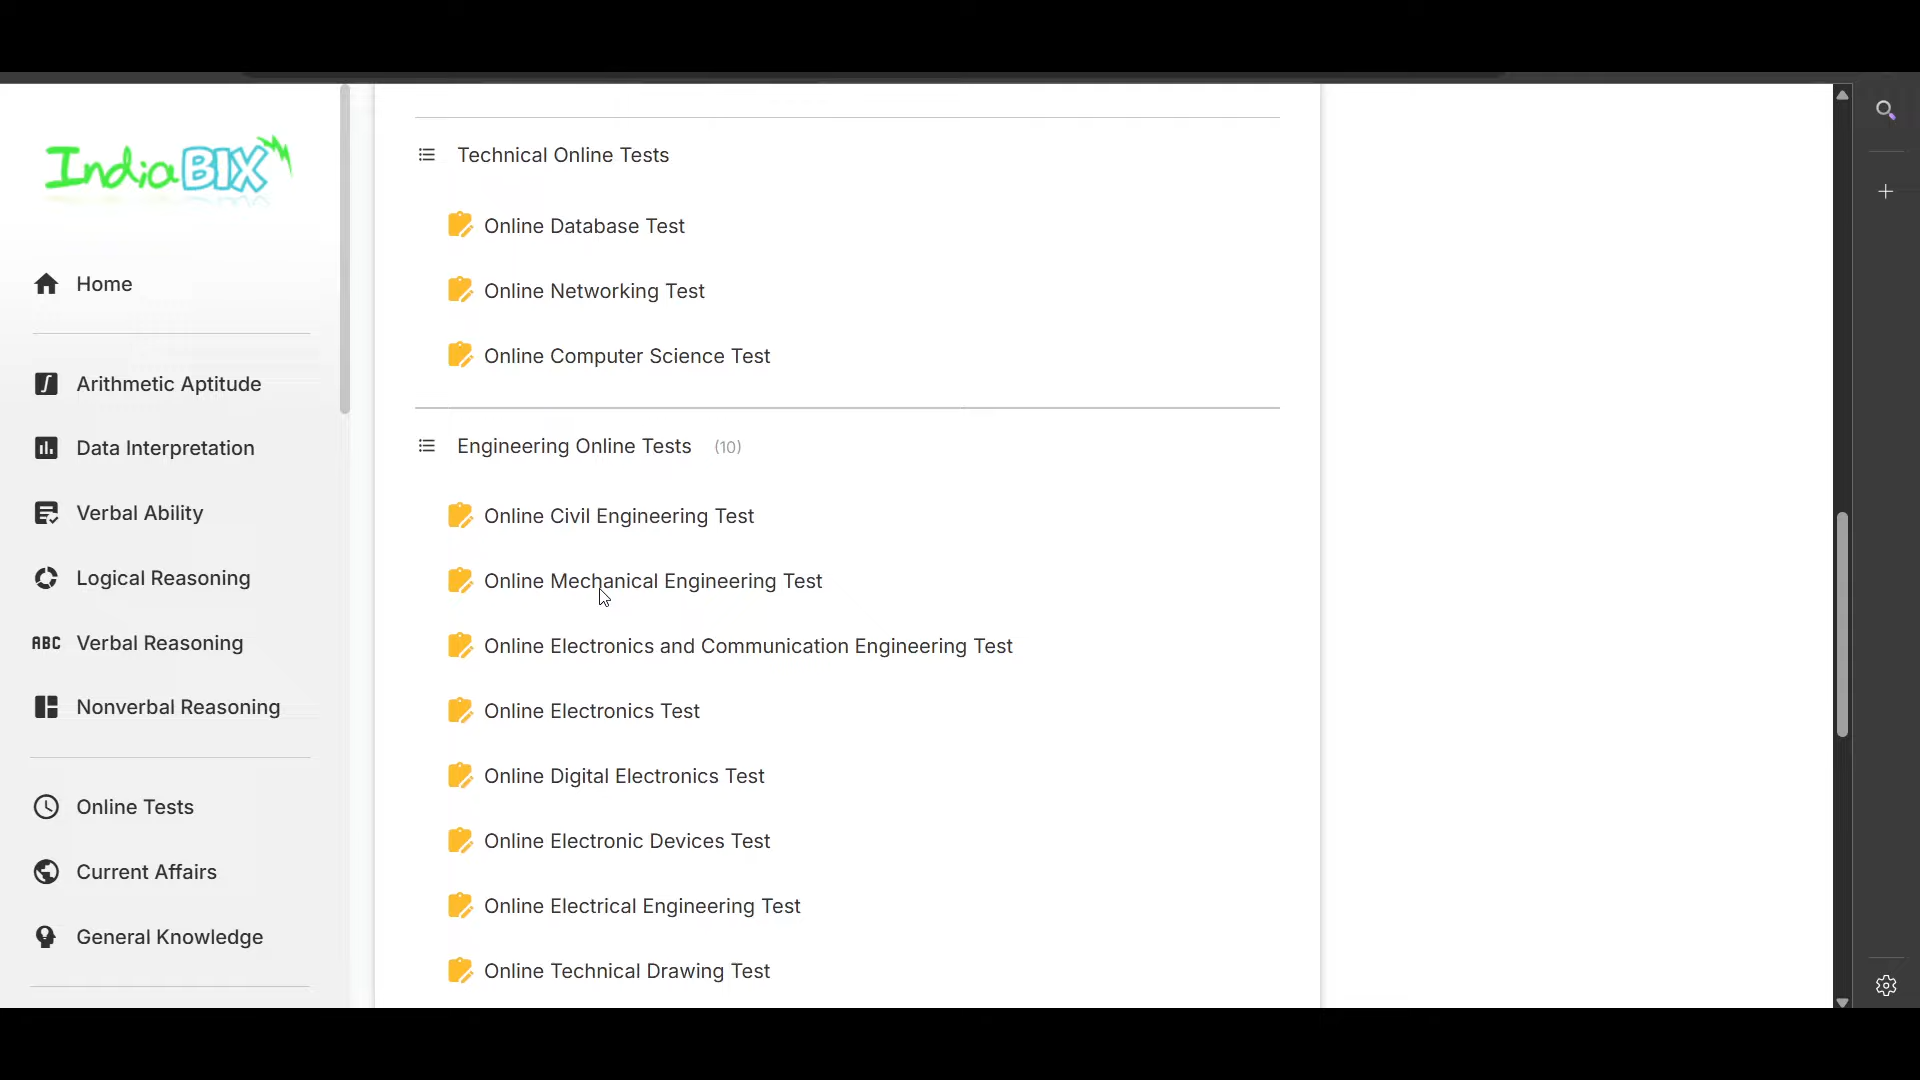 IndiaBIX
Home
Arithmetic Aptitude
Data Interpretation
Verbal Ability
Logical Reasoning
ABC Verbal Reasoning
Nonverbal Reasoning
Online Tests
Current Affairs
General Knowledge
Technical Online Tests
Online Database Test
Online Networking Test
Online Computer Science Test
Engineering Online Tests (10)
Online Civil Engineering Test
Online Mechanical Engineering Test
Online Electronics and Communication Engineering Test
Online Electronics Test
Online Digital Electronics Test
Online Electronic Devices Test
Online Electrical Engineering Test
Online Technical Drawing Test